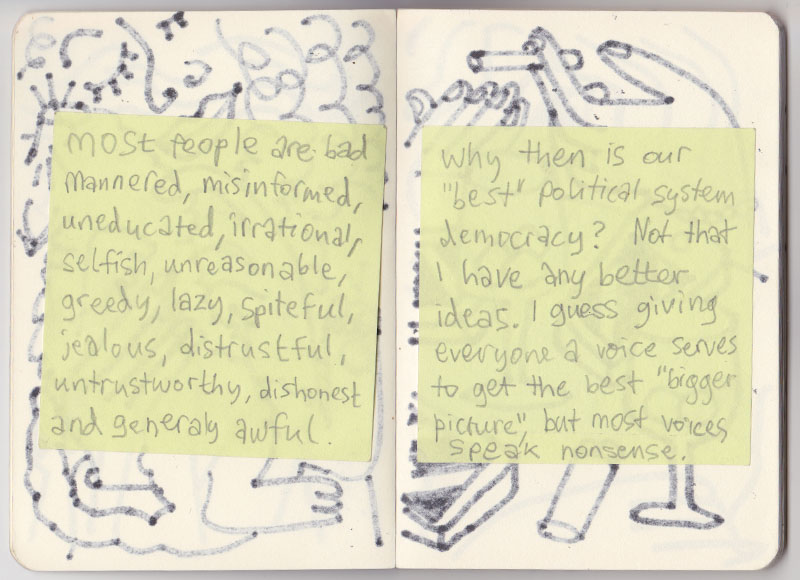 most people are bad
mannered, misinformed,
uneducated, irrational,
selfish, unreasonable,
greedy, lazy, spiteful,
jealous, distrustful,
untrustworthy, dishonest
and generaly awful.
why then is our
"best" political system
democracy? Not that
I have any better
ideas. I guess giving
everyone a voice serves
to get the best "bigger
picture", but most voices
speak nonsense.